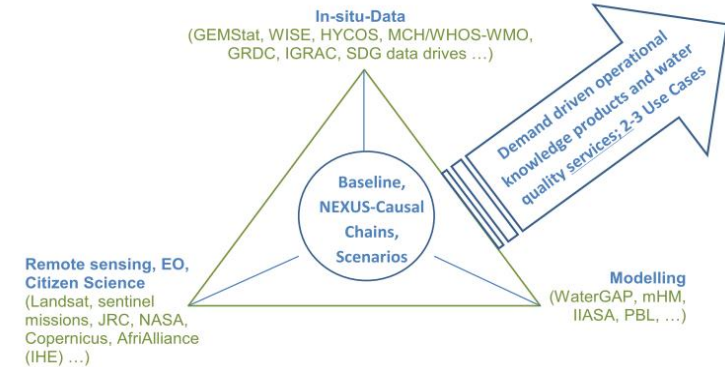 In-situ-Data
(GEMStat, WISE, HYCOS, MCH/WHOS-WMO,
GRDC, IGRAC, SDG data drives …)
Demand driven operational
knowledge products and water
quality services; 2-3 Use Cases
Baseline,
NEXUS-Causal
Chains,
Scenarios
Remote sensing, EO,
Citizen Science
(Landsat, sentinel
missions, JRC, NASA,
Copernicus, AfriAlliance
(IHE) …)
Modelling
(WaterGAP, mHM,
IIASA, PBL, …)